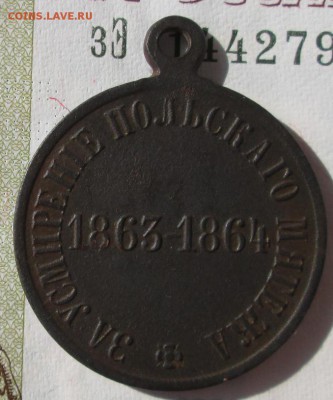 COINS.LAVE.RU
ЗЭ 144279
ЗА УСМИРЕНІЕ ПОЛЬСКАГО МЯТЕЖА
1863-1864